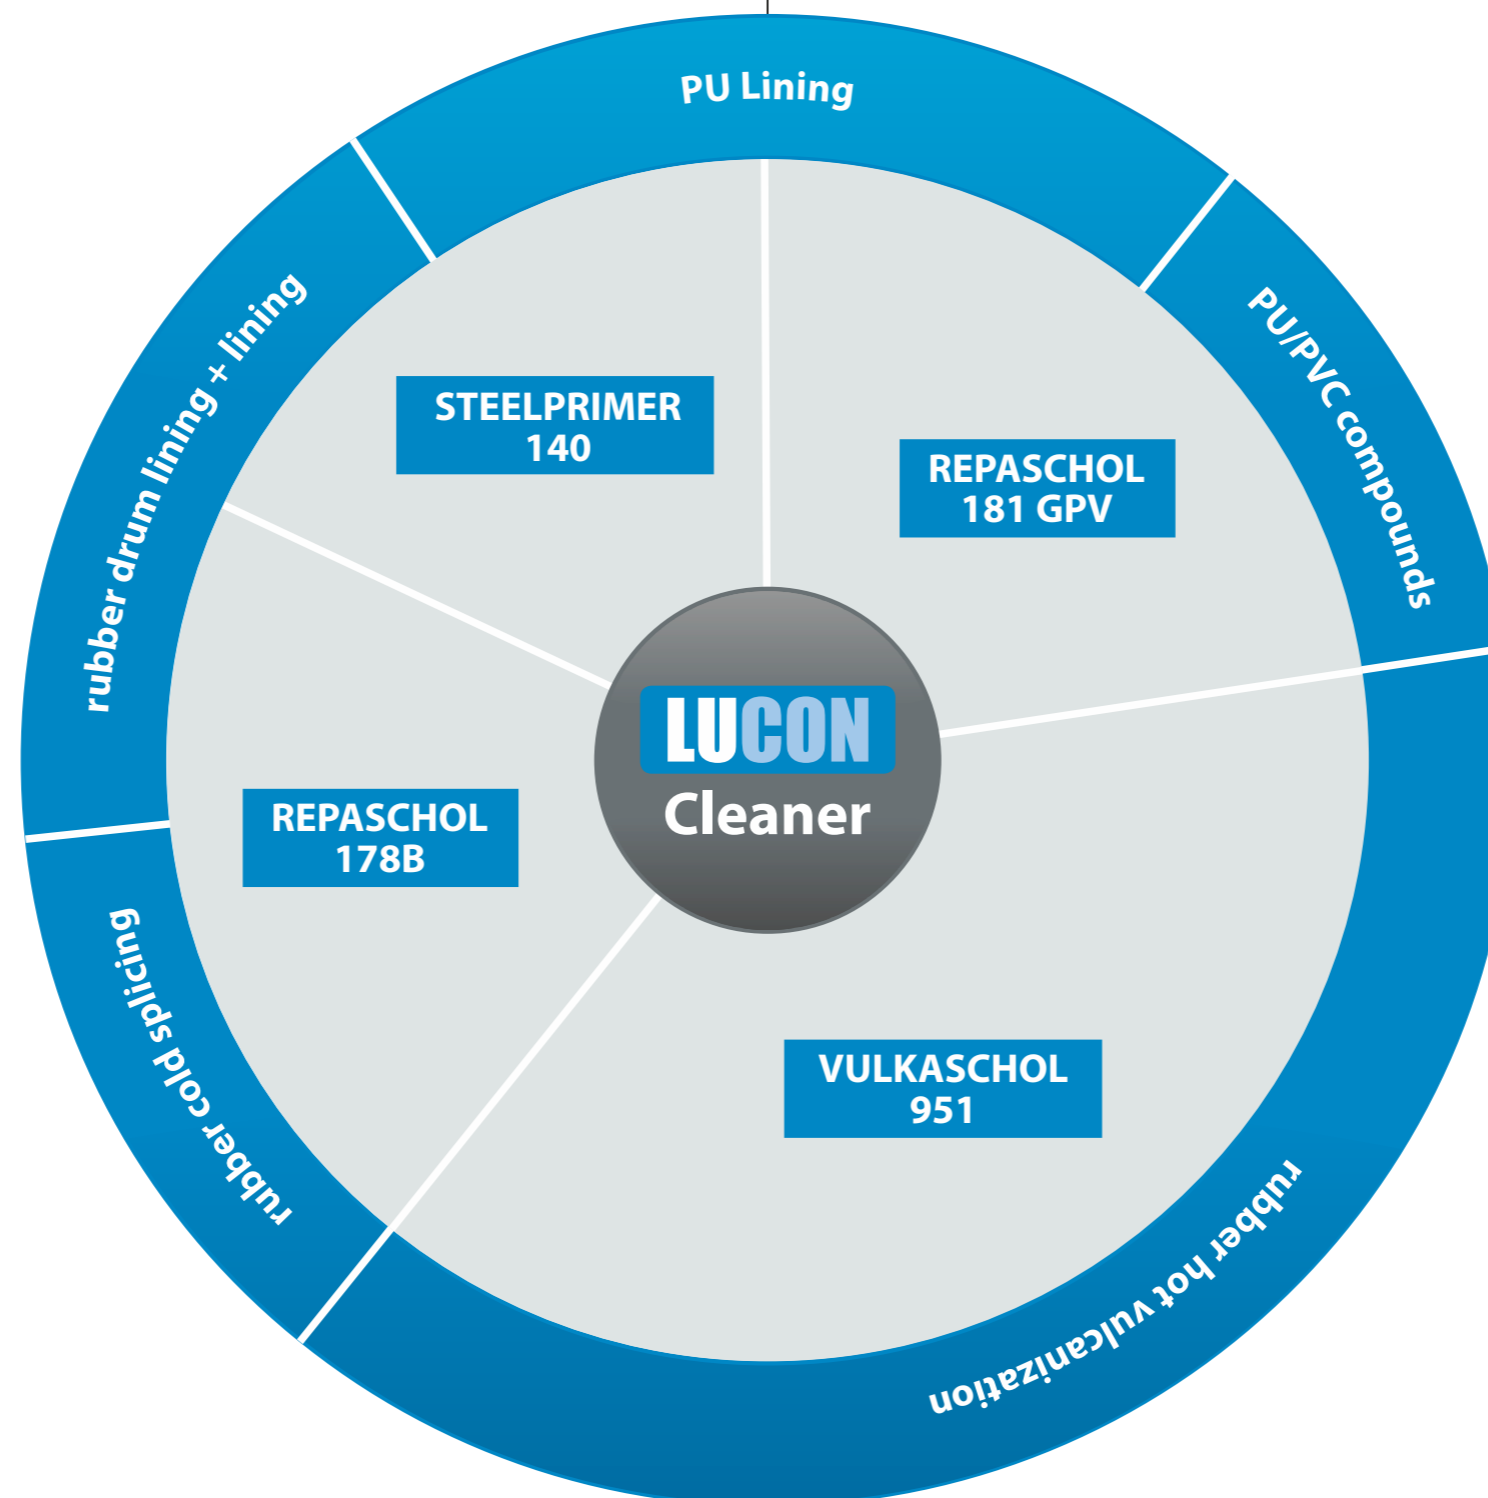 PU Lining
PU/PVC compounds
rubber drum lining + lining
STEELPRIMER
140
REPASCHOL
181 GPV
LUCON
Cleaner
REPASCHOL
178B
rubber cold splicing
VULKASCHOL
951
rubber hot vulcanization